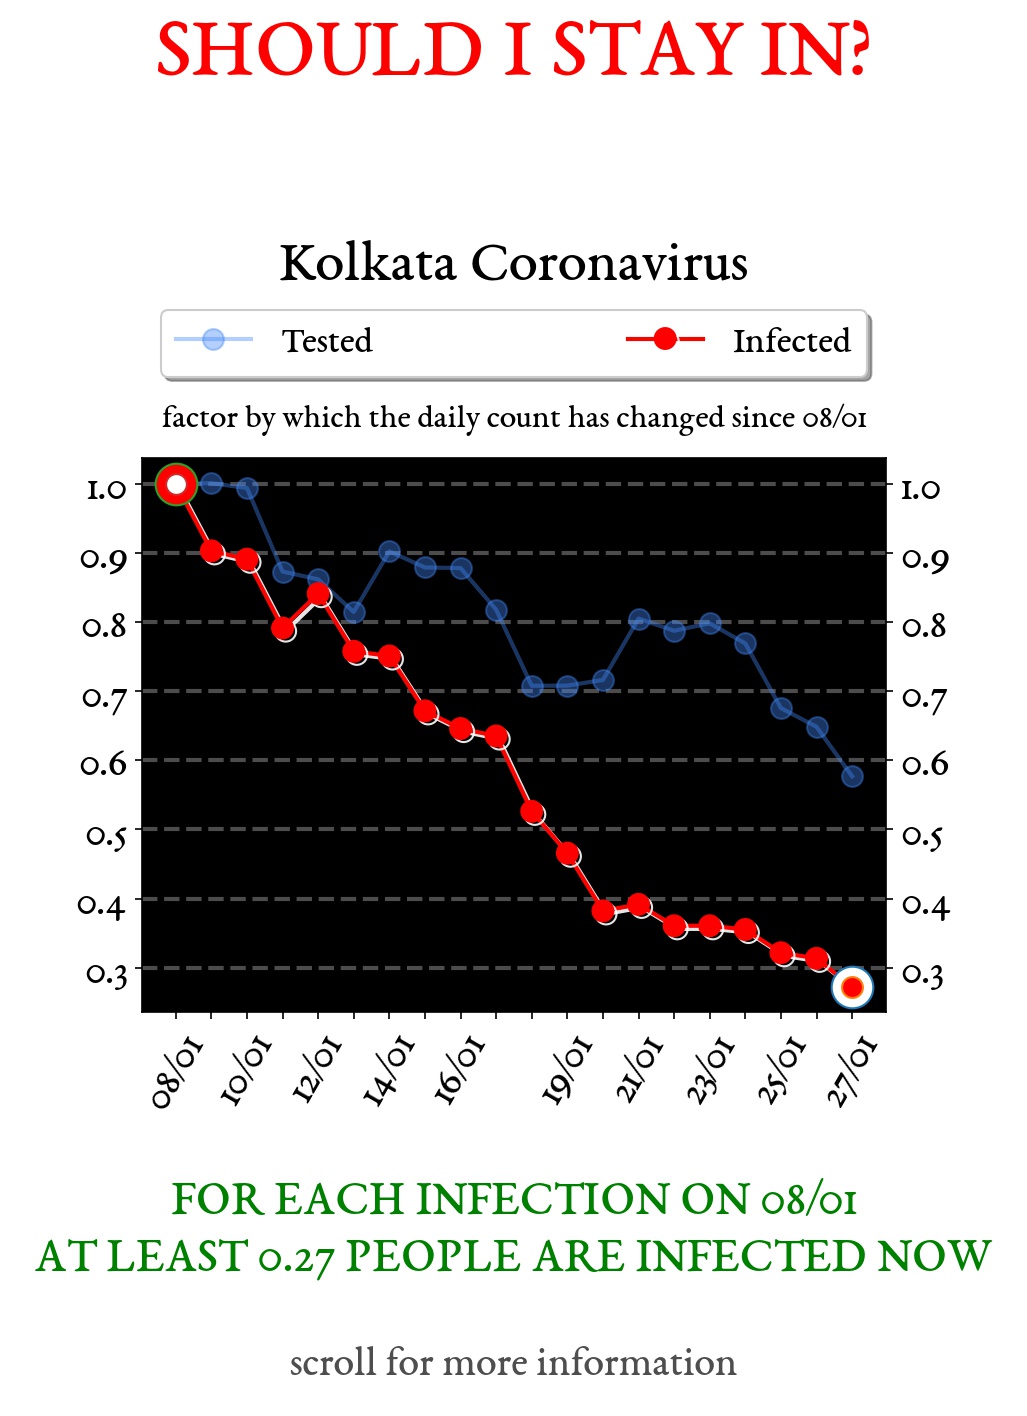 SHOULD I STAY IN?
Kolkata Coronavirus
Tested Infected
factor by which the daily count has changed since 08/01
1.0 1.0
0.9 0.9
0.8 0.8
0.7 0.7
0.6 0.6
0.5 0.5
0.4 0.4
0.3 0.3
08/01 10/01 12/01 14/01 16/01 19/01 21/01 23/01 25/01 27/01
FOR EACH INFECTION ON 08/01
AT LEAST 0.27 PEOPLE ARE INFECTED NOW
scroll for more information